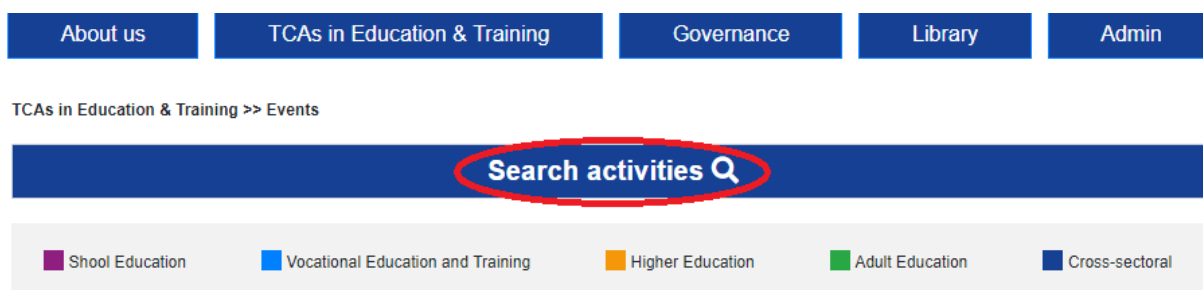 About us TCAs in Education & Training Governance Library Admin
TCAs in Education & Training >> Events
Search activities
Shool Education Vocational Education and Training Higher Education Adult Education Cross-sectoral